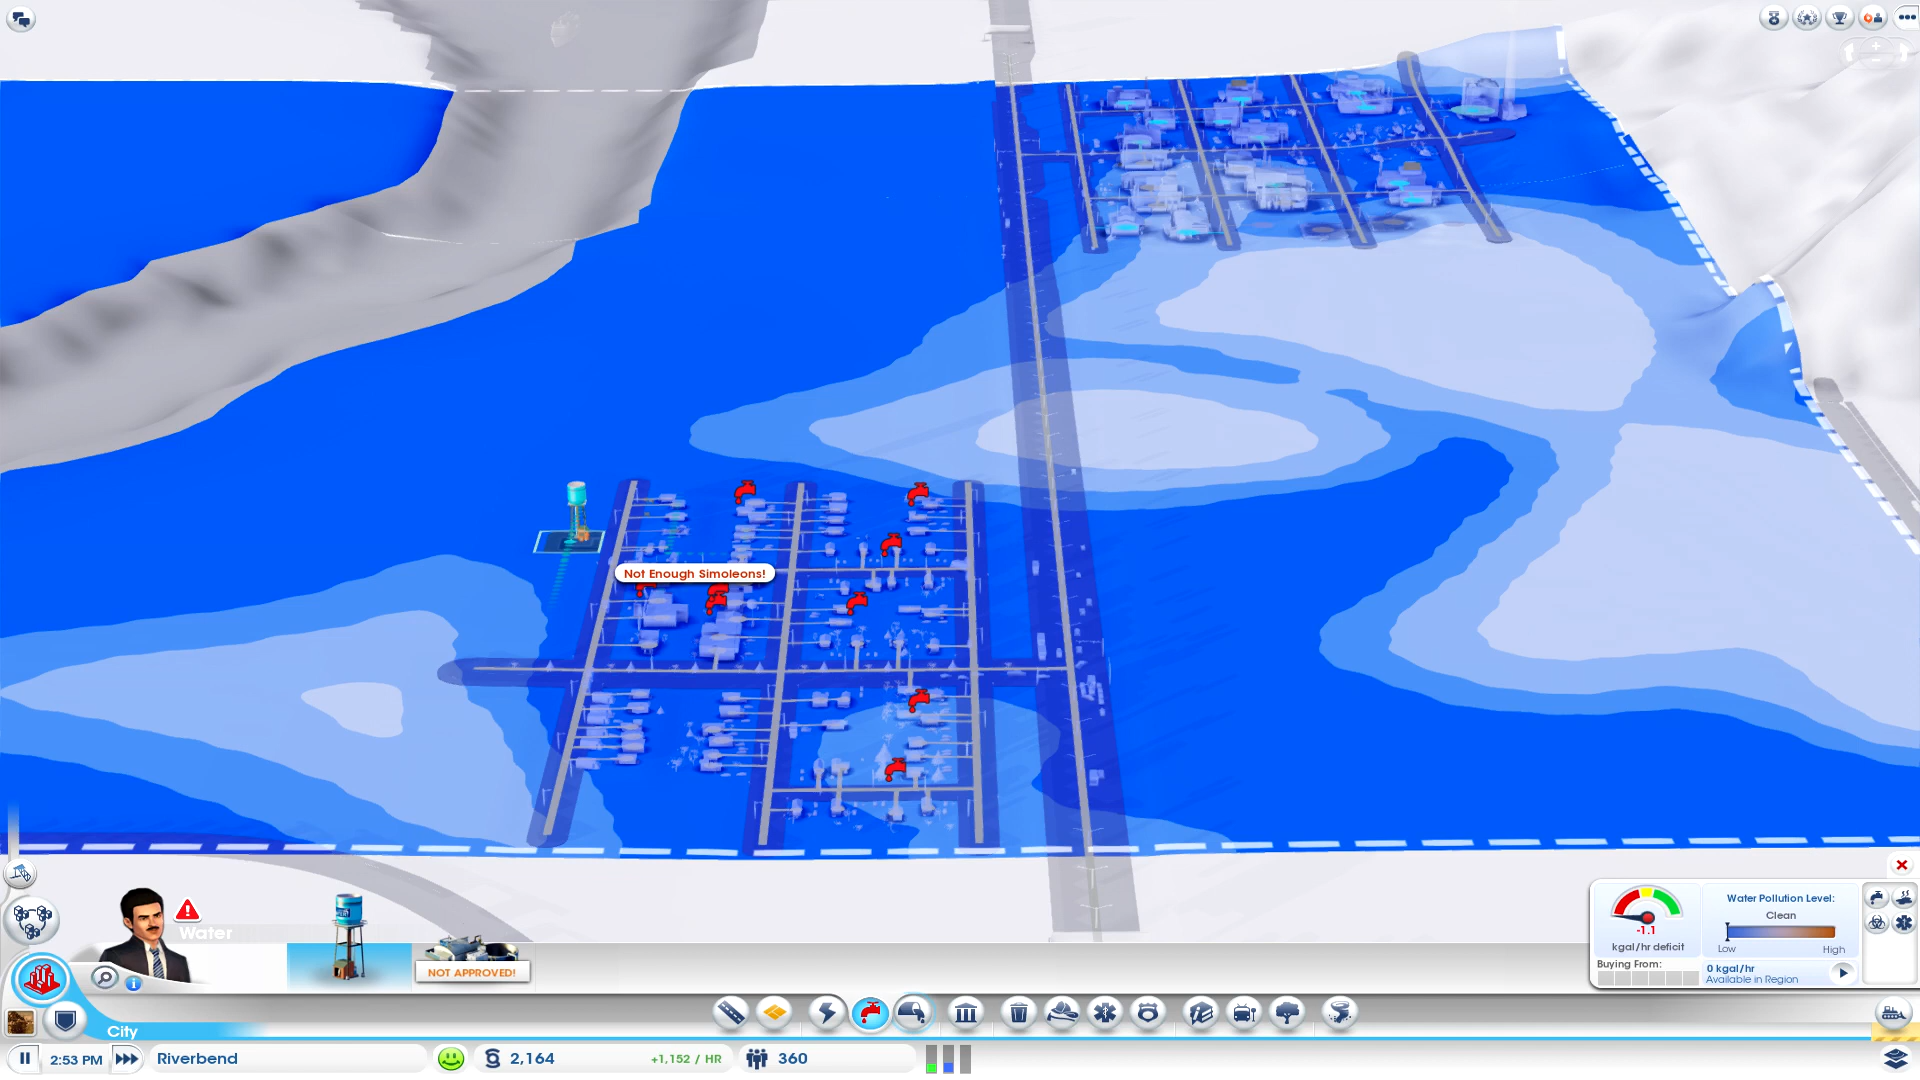 Not Enough Simoleons!
Water
NOT APPROVED!
-1.1
kgal/hr deficit
Buying From:
Water Pollution Level:
Clean
Low
High
0 kgal/hr
Available in Region
City
2:53 PM
Riverbend
2,164
+1,152 / HR
360